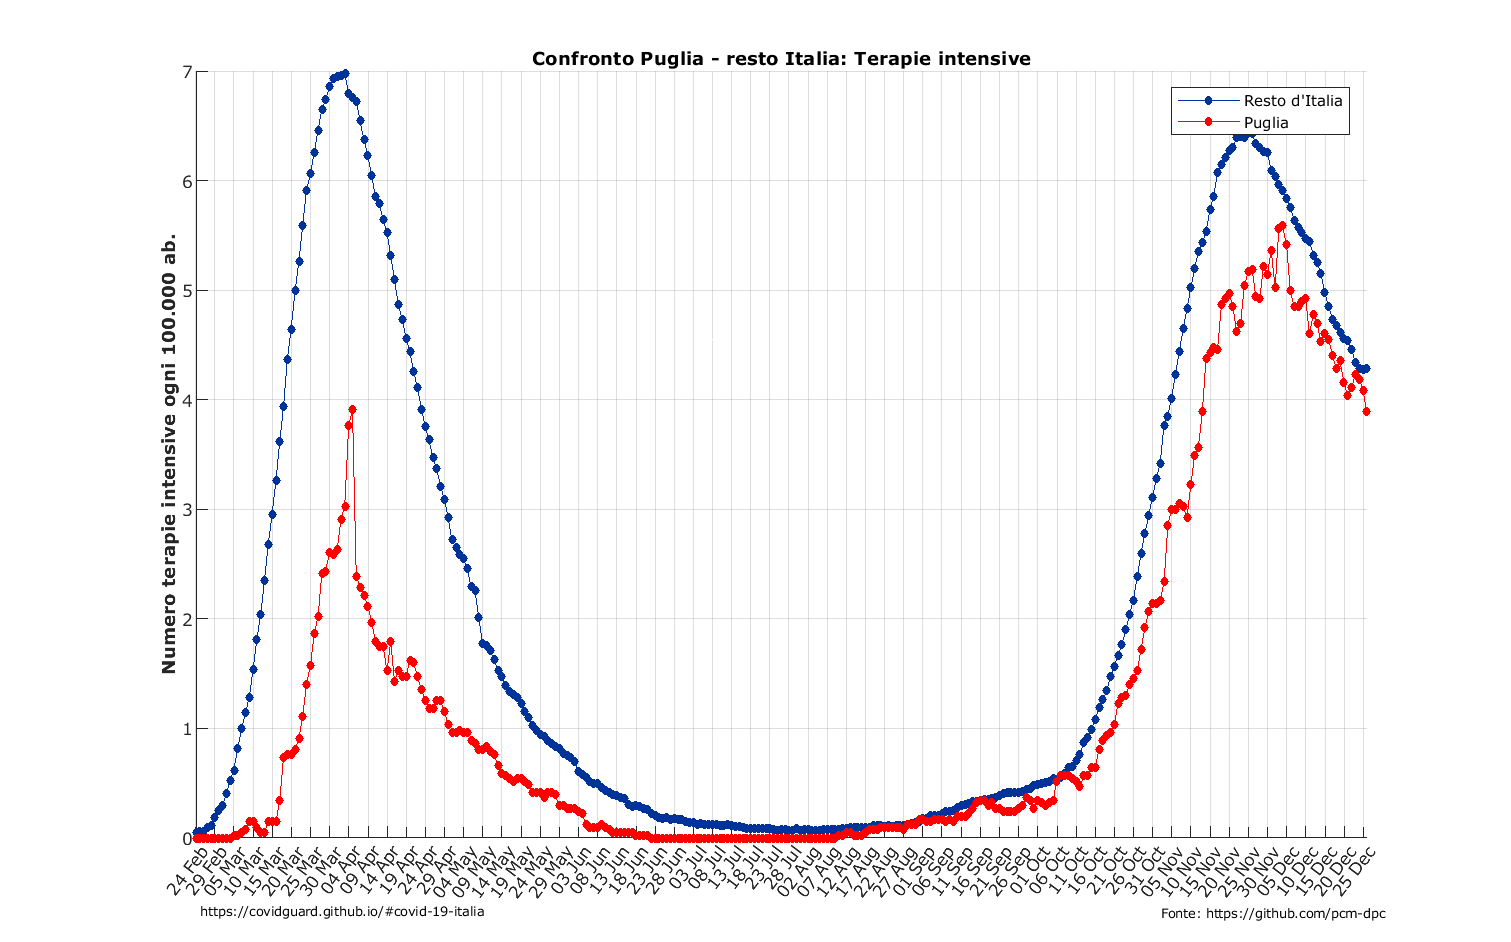 Confronto Puglia - resto Italia: Terapie intensive
Resto d'Italia
Puglia
Numero terapie intensive ogni 100.000 ab.
7
6
5
4
3
2
1
0
24 Feb
29 Feb
05 Mar
10 Mar
15 Mar
20 Mar
25 Mar
30 Mar
04 Apr
09 Apr
14 Apr
19 Apr
24 Apr
29 Apr
04 May
09 May
14 May
19 May
24 May
29 May
03 Jun
08 Jun
13 Jun
18 Jun
23 Jun
28 Jun
03 Jul
08 Jul
13 Jul
18 Jul
23 Jul
28 Jul
02 Aug
07 Aug
12 Aug
17 Aug
22 Aug
27 Aug
01 Sep
06 Sep
11 Sep
16 Sep
21 Sep
26 Sep
01 Oct
06 Oct
11 Oct
16 Oct
21 Oct
26 Oct
31 Oct
05 Nov
10 Nov
15 Nov
20 Nov
25 Nov
30 Nov
05 Dec
10 Dec
15 Dec
20 Dec
25 Dec
https://covidguard.github.io/#covid-19-italia
Fonte: https://github.com/pcm-dpc